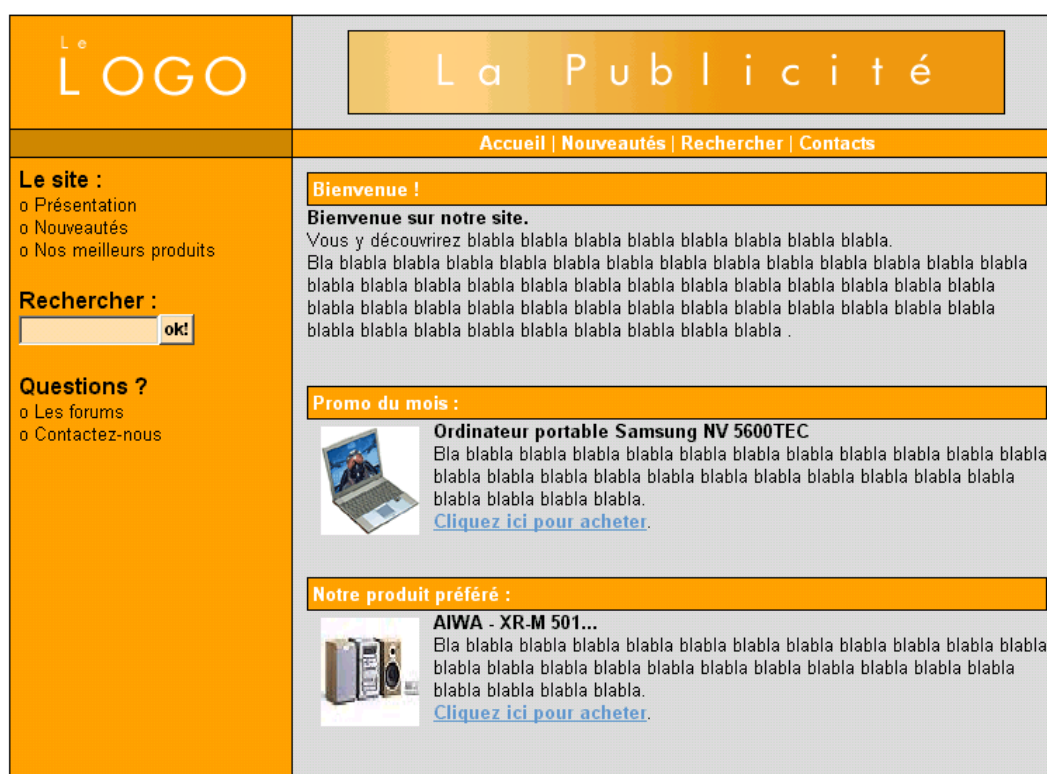 Le
LOGO
La Publicité
Accueil | Nouveautés | Rechercher | Contacts
Le site :
o Présentation
o Nouveautés
o Nos meilleurs produits
Rechercher :
ok!
Questions ?
o Les forums
o Contactez-nous
Bienvenue !
Bienvenue sur notre site.
Vous y découvrirez blabla blabla blabla blabla blabla blabla blabla blabla.
Bla blabla blabla blabla blabla blabla blabla blabla blabla blabla blabla blabla blabla blabla
blabla blabla blabla blabla blabla blabla blabla blabla blabla blabla blabla blabla blabla
blabla blabla blabla blabla blabla blabla blabla blabla blabla blabla blabla blabla blabla
blabla blabla blabla blabla blabla blabla blabla blabla blabla .
Promo du mois :
Ordinateur portable Samsung NV 5600TEC
Bla blabla blabla blabla blabla blabla blabla blabla blabla blabla blabla blabla
blabla blabla blabla blabla blabla blabla blabla blabla blabla blabla blabla
blabla blabla blabla blabla.
Cliquez ici pour acheter.
Notre produit préféré :
AIWA - XR-M 501...
Bla blabla blabla blabla blabla blabla blabla blabla blabla blabla blabla blabla
blabla blabla blabla blabla blabla blabla blabla blabla blabla blabla blabla
blabla blabla blabla blabla.
Cliquez ici pour acheter.